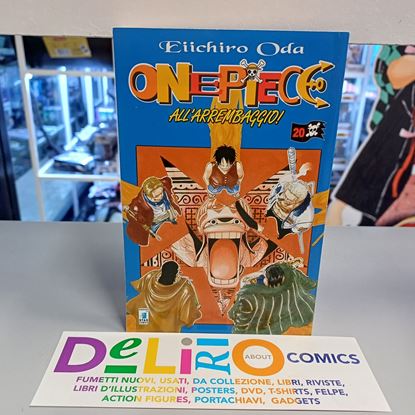 Eiichiro Oda
ONE PIECE
ALL'ARREMBAGGIO!
20
STAR
DeLiRiO ABOUT COMICS
FUMETTI NUOVI, USATI, DA COLLEZIONE, LIBRI, RIVISTE,
LIBRI D'ILLUSTRAZIONI, POSTERS, DVD, T-SHIRTS, FELPE,
ACTION FIGURES, PORTACHIAVI, GADGETS